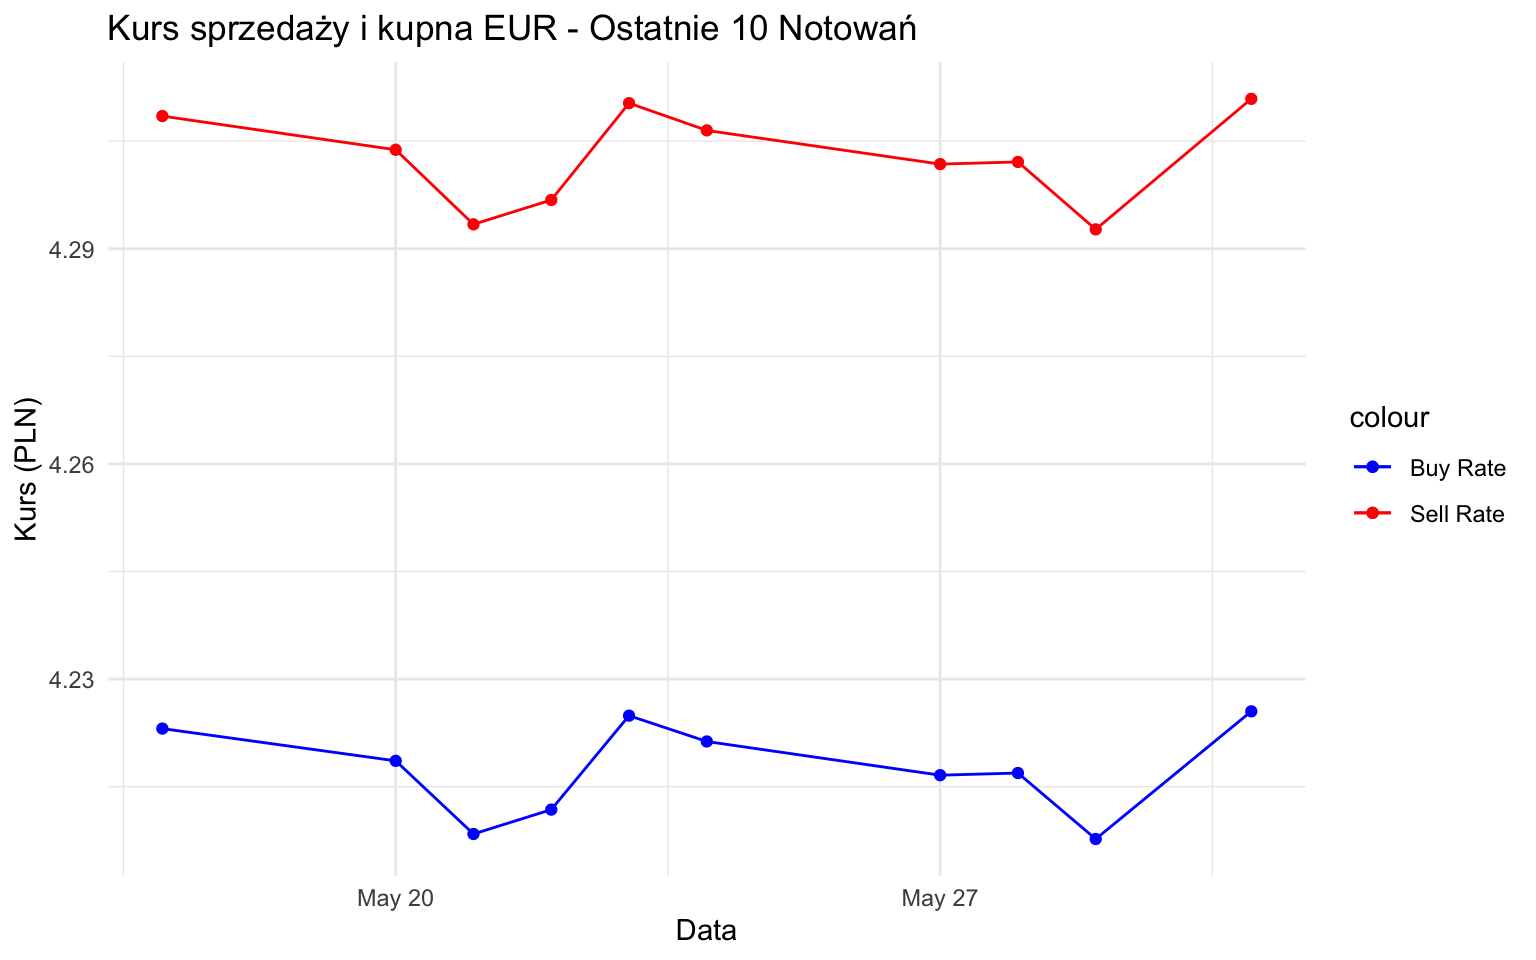 Kurs sprzedaży i kupna EUR - Ostatnie 10 Notowań
Kurs (PLN)
4.29
4.26
4.23
May 20
May 27
Data
colour
Buy Rate
Sell Rate